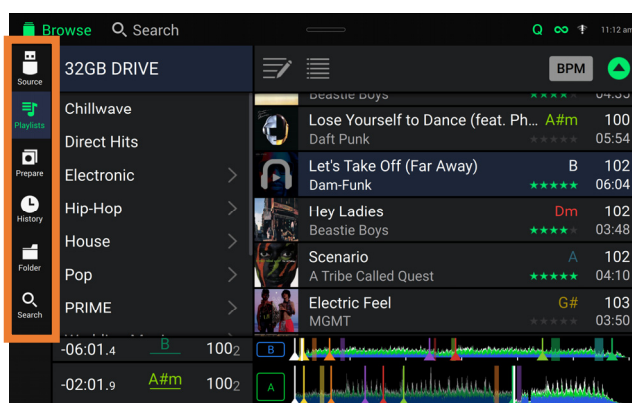 Browse Search Q 11:12 am
Source
Playlists
Prepare
History
Folder
Search
32GB DRIVE
Chillwave
Direct Hits
Electronic
Hip-Hop
House
Pop
PRIME
BPM
Beastie Boys 04:35
Lose Yourself to Dance (feat. Ph... A#m 100
Daft Punk 05:54
Let's Take Off (Far Away) B 102
Dam-Funk 06:04
Hey Ladies Dm 102
Beastie Boys 03:48
Scenario A 102
A Tribe Called Quest 04:10
Electric Feel G# 103
MGMT 03:50
-06:01.4 B 1002 B
-02:01.9 A#m 1002 A